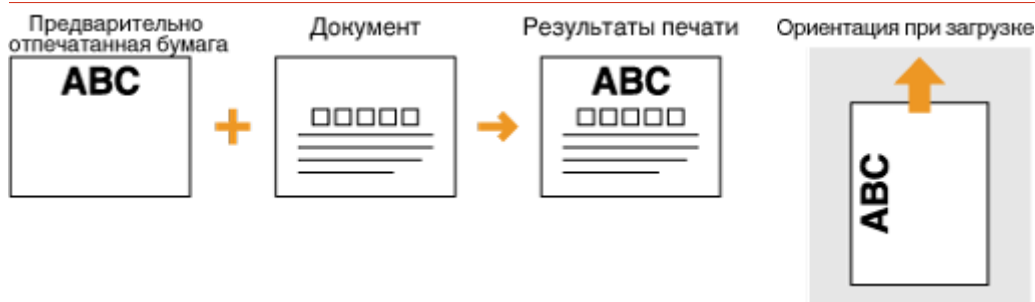 Предварительно
отпечатанная бумага
Документ
Результаты печати
Ориентация при загрузке
ABC
ABC
ABC